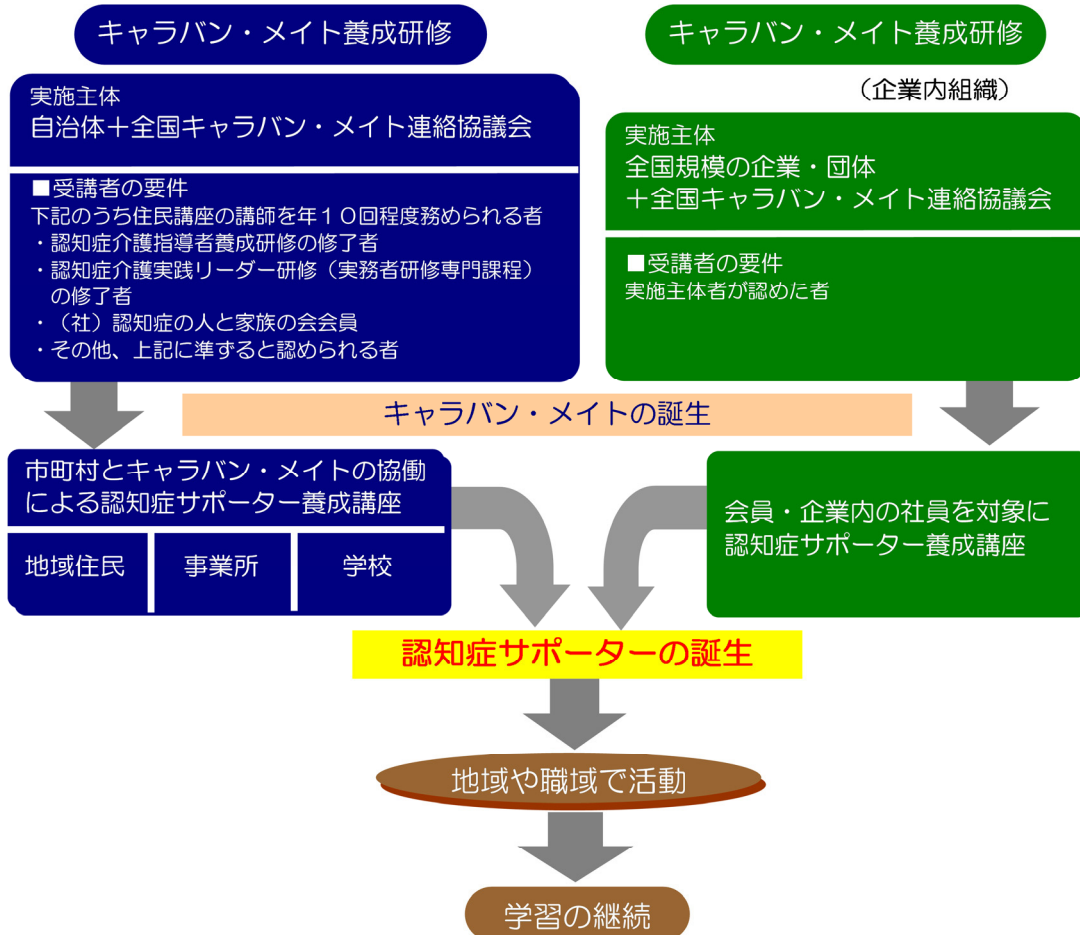 キャラバン・メイト養成研修
実施主体
自治体＋全国キャラバン・メイト連絡協議会
■受講者の要件
下記のうち住民講座の講師を年１０回程度務められる者
・認知症介護指導者養成研修の修了者
・認知症介護実践リーダー研修（実務者研修専門課程）
の修了者
・（社）認知症の人と家族の会会員
・その他、上記に準ずると認められる者
キャラバン・メイト養成研修
（企業内組織）
実施主体
全国規模の企業・団体
＋全国キャラバン・メイト連絡協議会
■受講者の要件
実施主体者が認めた者
キャラバン・メイトの誕生
市町村とキャラバン・メイトの協働
による認知症サポーター養成講座
地域住民
事業所
学校
会員・企業内の社員を対象に
認知症サポーター養成講座
認知症サポーターの誕生
地域や職域で活動
学習の継続